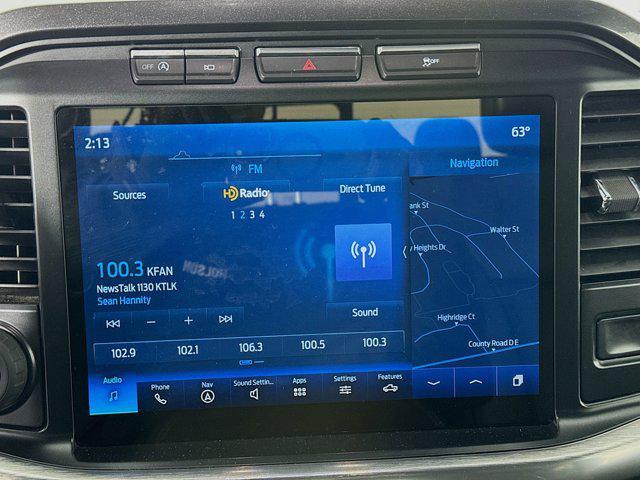 OFF A
OFF
2:13
63°
FM
Navigation
Sources
HD Radio
Direct Tune
1 2 3 4
ank St
Walter St
Heights Dr
100.3 KFAN
NewsTalk 1130 KTLK
Sean Hannity
Sound
Highridge Ct
County Road D E
102.9 102.1 106.3 100.5 100.3
Audio
Phone
Nav
Sound Settin...
Apps
Settings
Features